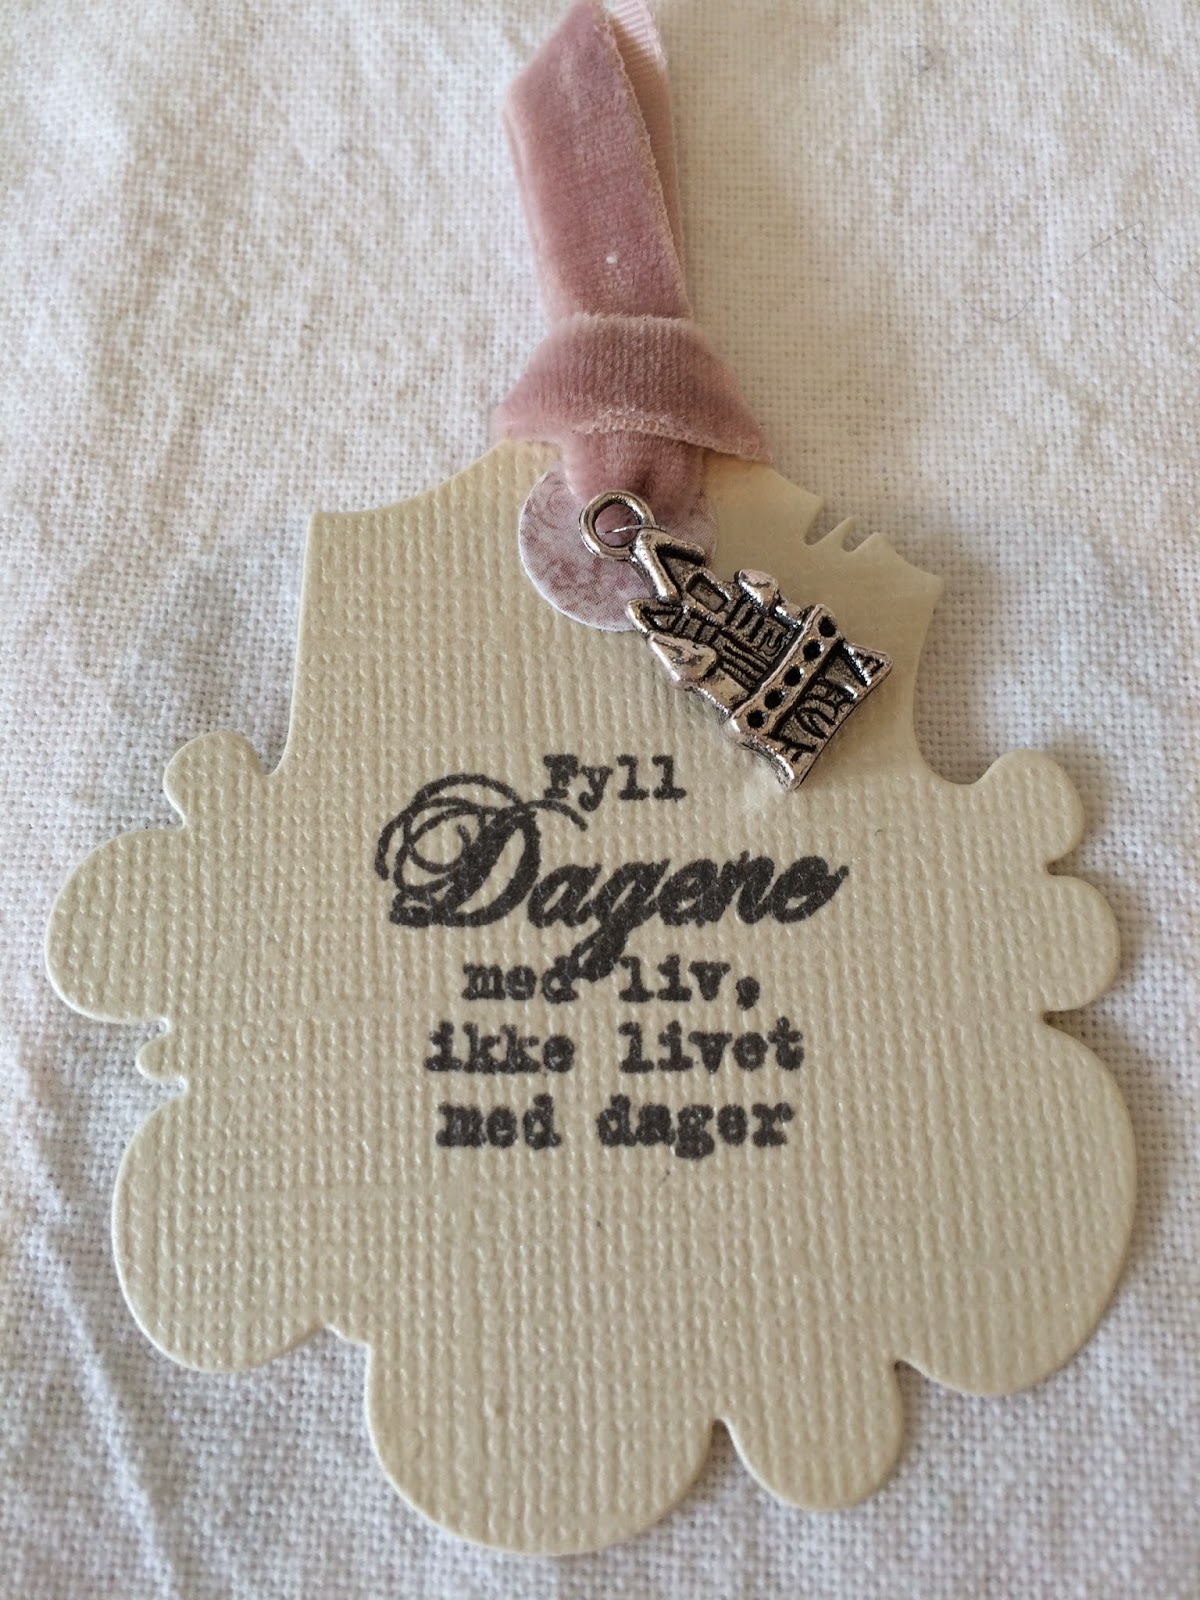 Fyll
Dagene
med liv,
ikke livet
med dager